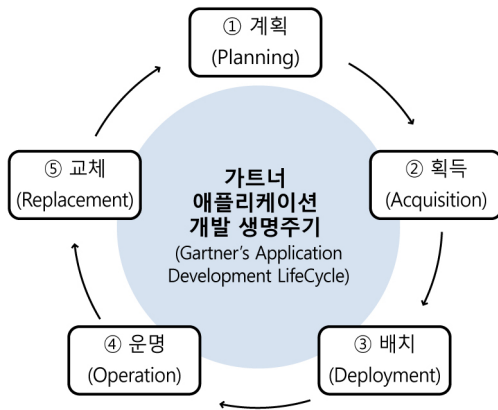 ① 계획
(Planning)
② 획득
(Acquisition)
③ 배치
(Deployment)
④ 운명
(Operation)
⑤ 교체
(Replacement)
가트너
애플리케이션
개발 생명주기
(Gartner's Application
Development LifeCycle)